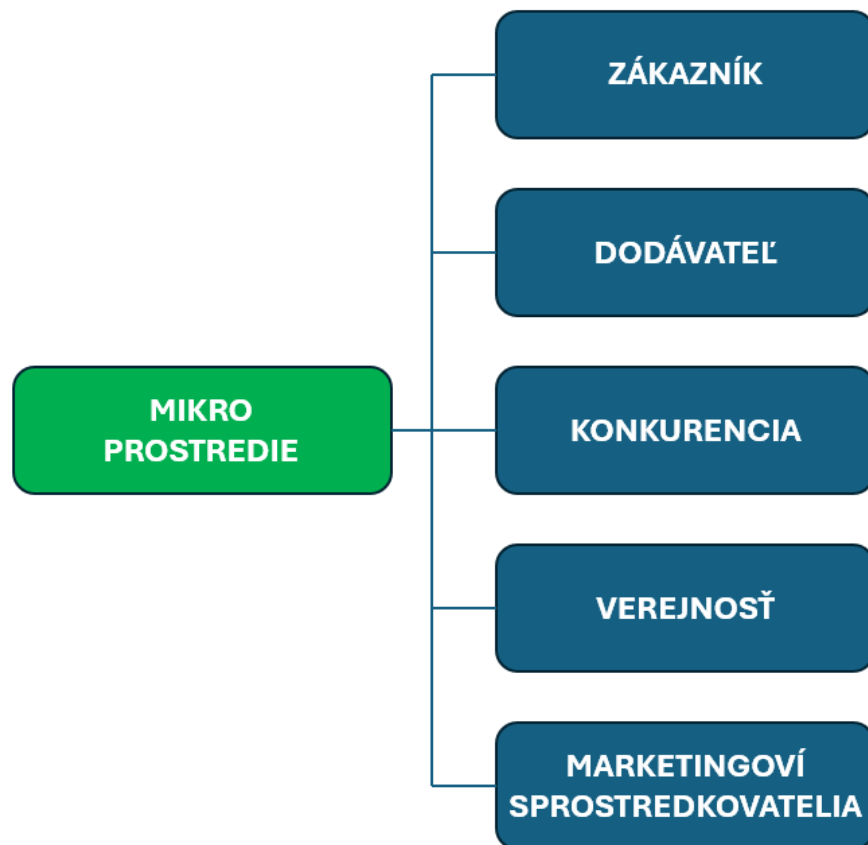 ZÁKAZNÍK
DODÁVATEĽ
MIKRO
PROSTREDIE
KONKURENCIA
VEREJNOSŤ
MARKETINGOVÍ
SPROSTREDKOVATELIA